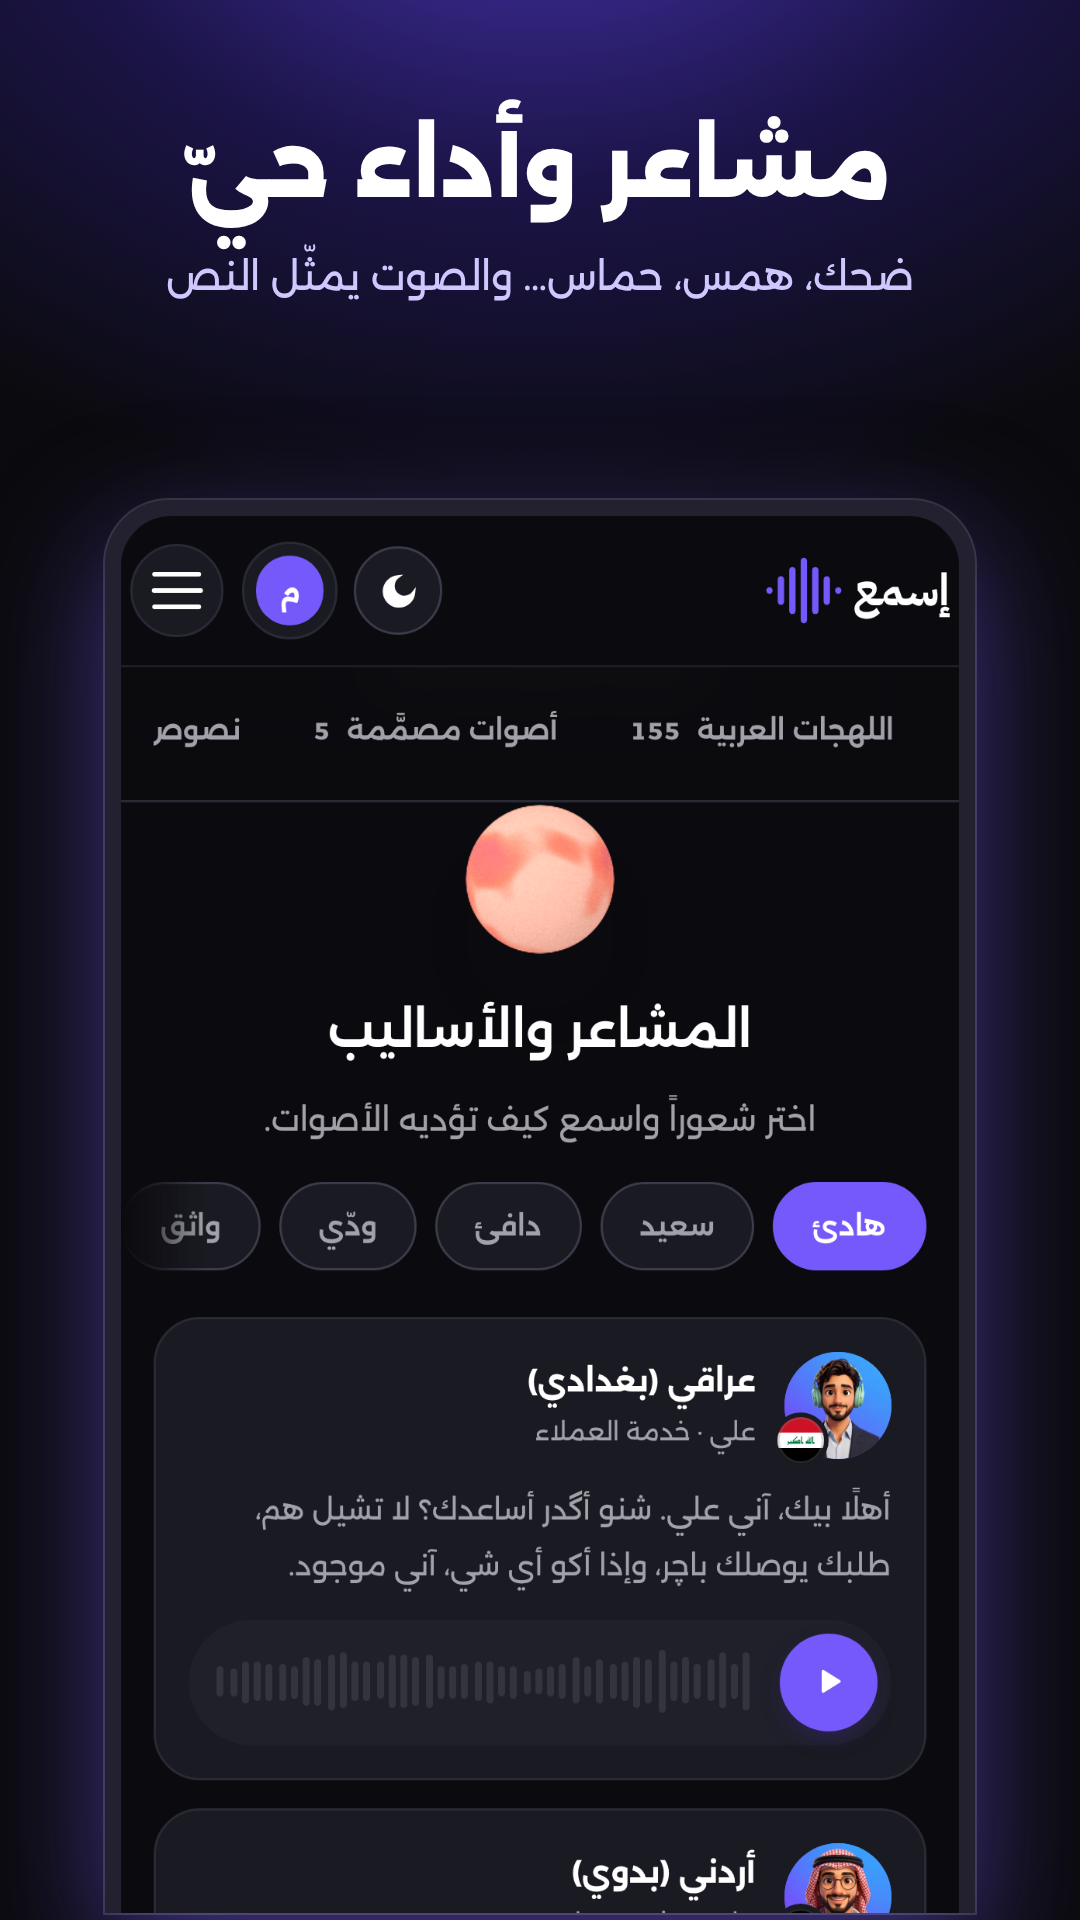 مشاعر وأداء حيّ
ضحك، همس، حماس... والصوت يمثّل النص
إسمع
م
اللهجات العربية 155 أصوات مصمَّمة 5 نصوص
المشاعر والأساليب
اختر شعوراً واسمع كيف تؤديه الأصوات.
هادئ سعيد دافئ ودّي واثق
عراقي (بغدادي)
علي · خدمة العملاء
أهلًا بيك، آني علي. شنو أگدر أساعدك؟ لا تشيل هم،
طلبك يوصلك باچر، وإذا أكو أي شي، آني موجود.
أردني (بدوي)